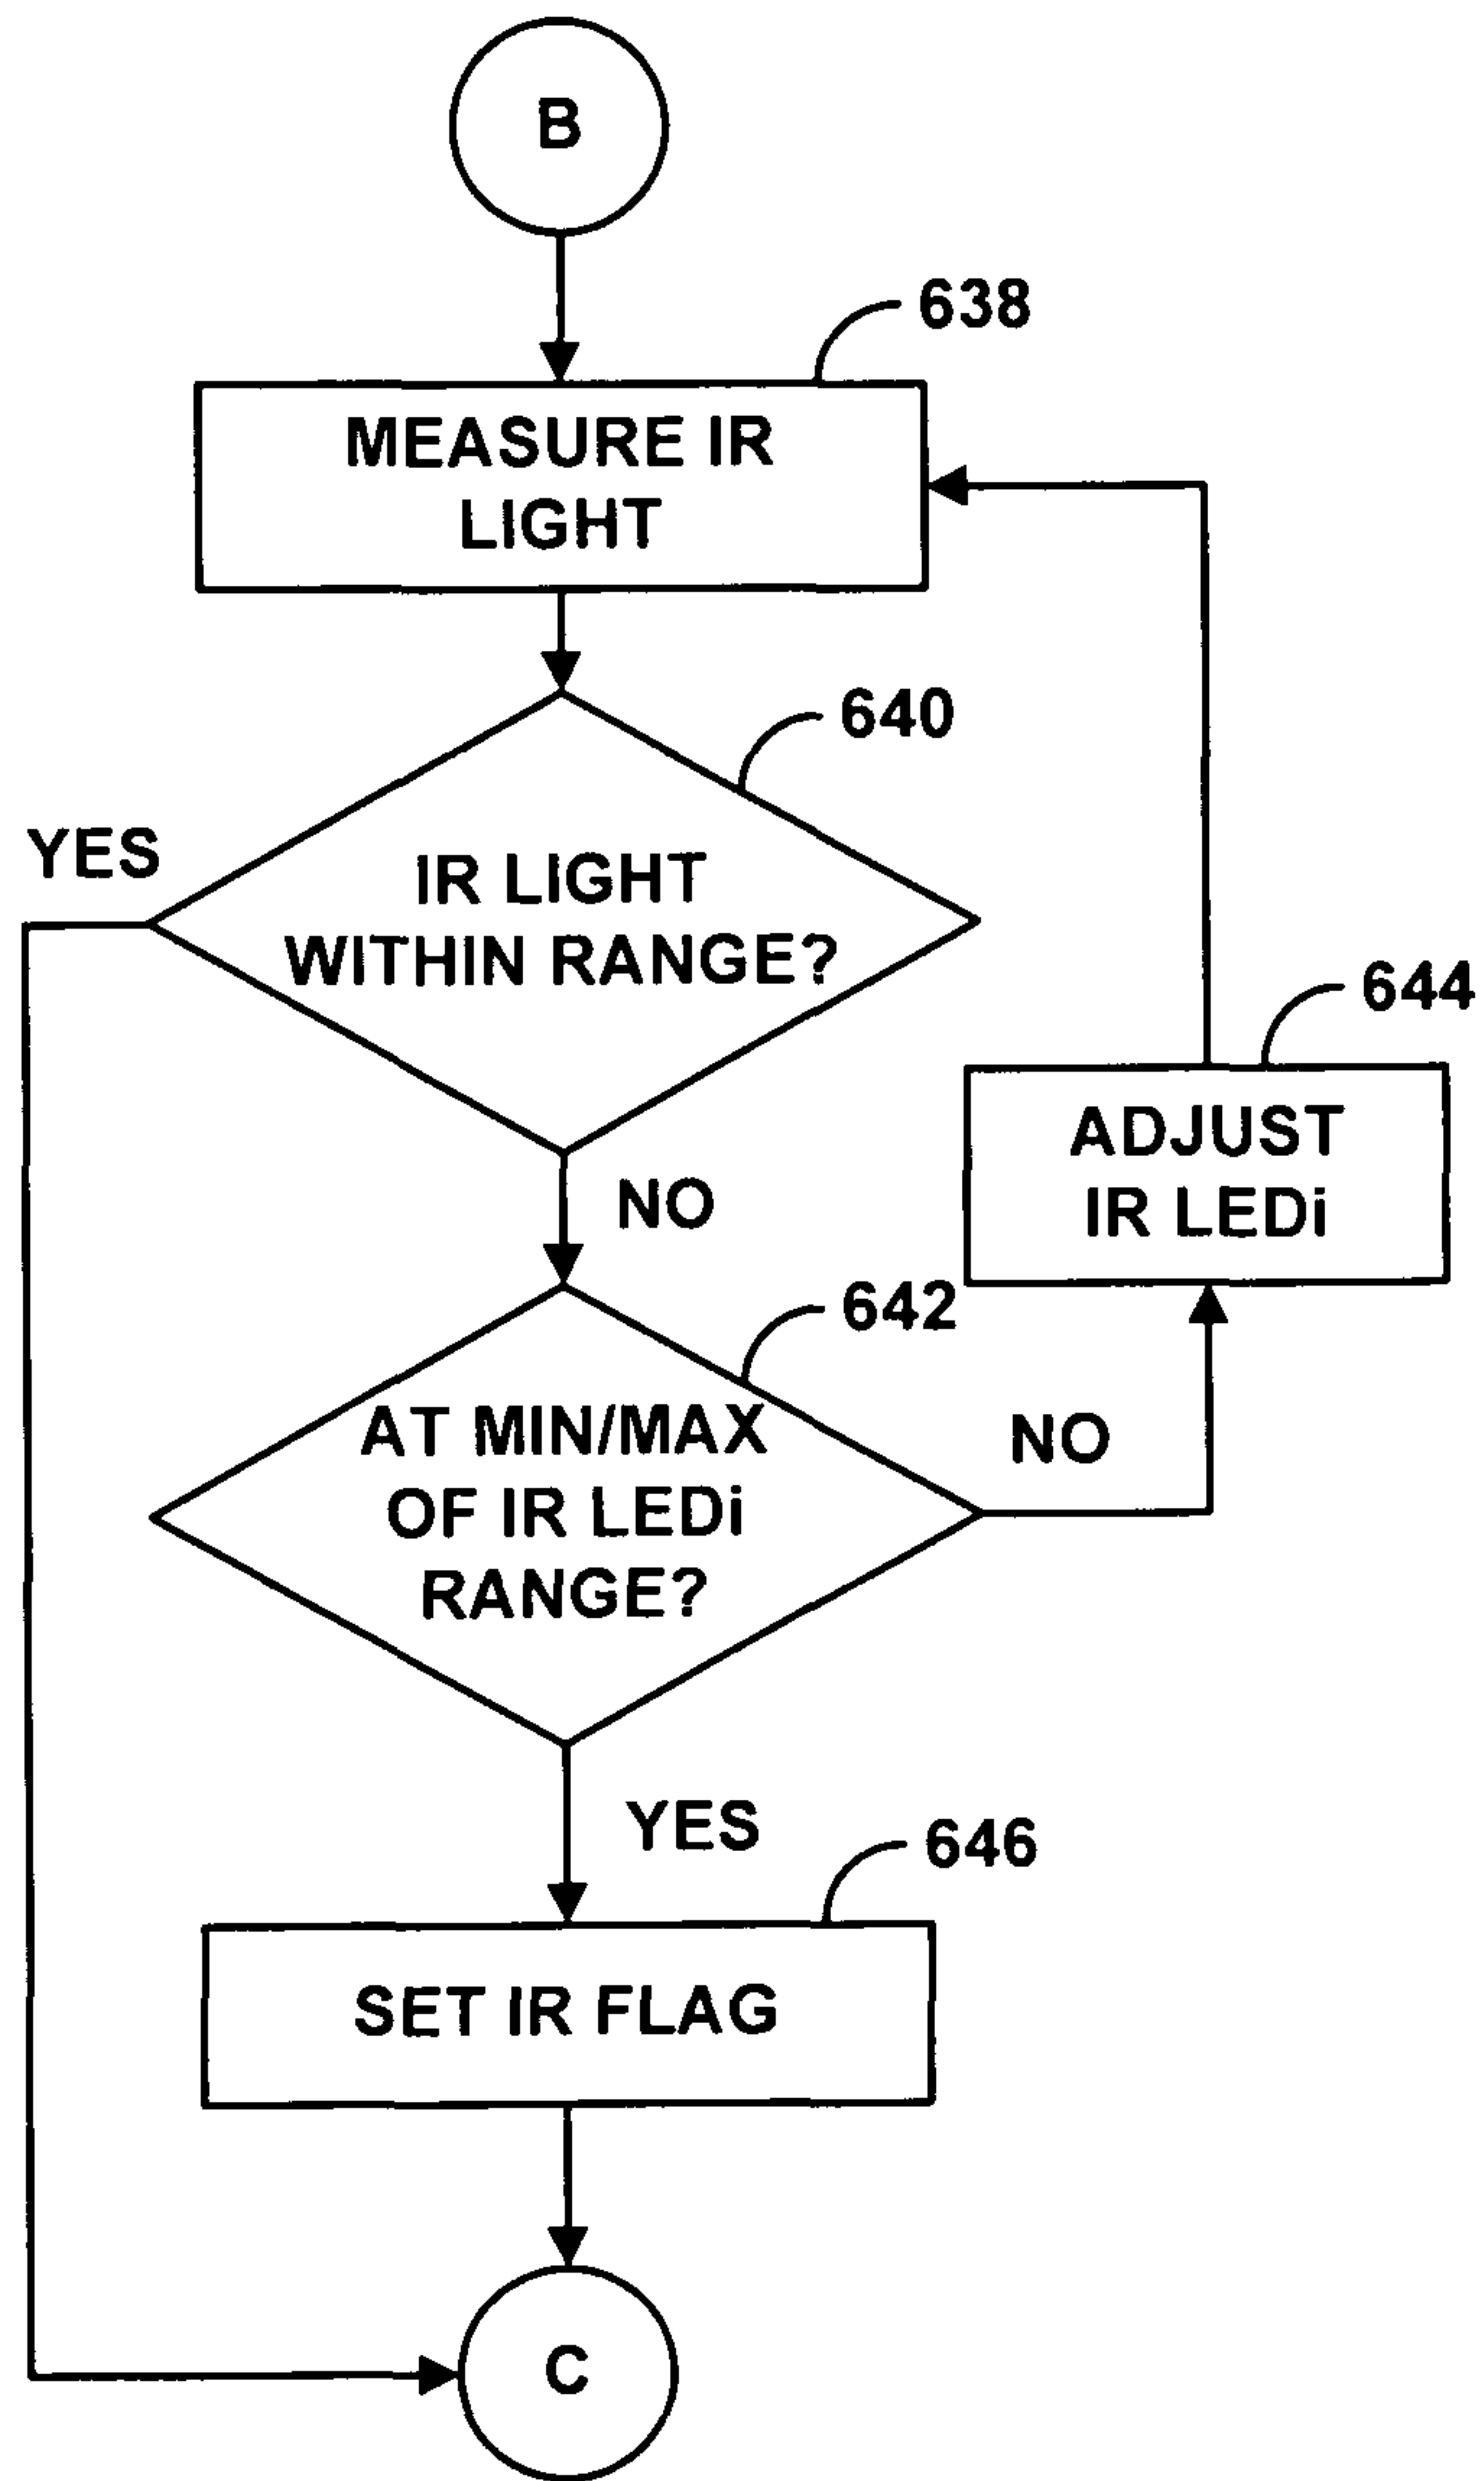 B
638
MEASURE IR
LIGHT
640
YES
IR LIGHT
WITHIN RANGE?
644
ADJUST
IR LEDi
NO
642
AT MIN/MAX
OF IR LEDi
RANGE?
NO
YES
646
SET IR FLAG
C